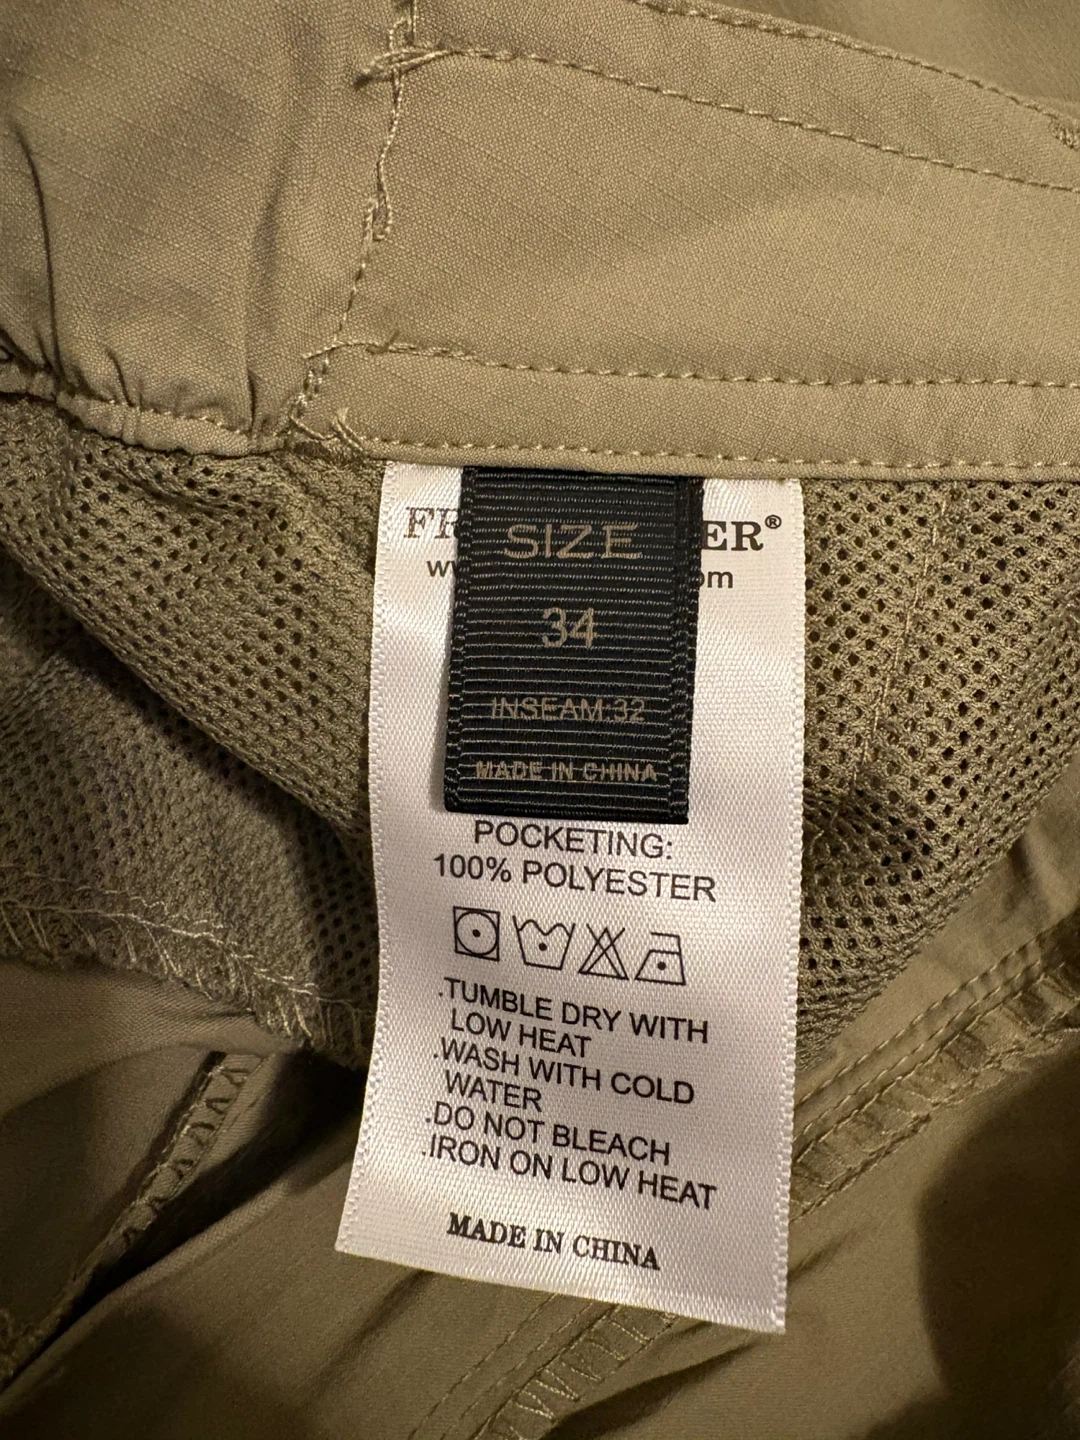 ER®
SIZE
34
INSEAM:32
MADE IN CHINA
POCKETING:
100% POLYESTER
.TUMBLE DRY WITH
LOW HEAT
.WASH WITH COLD
WATER
.DO NOT BLEACH
.IRON ON LOW HEAT
MADE IN CHINA